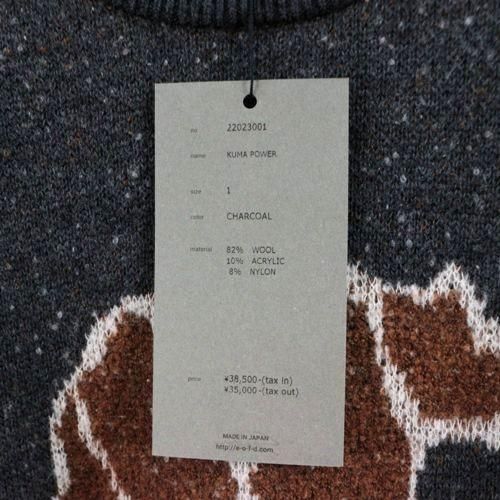 no 22023001
name KUMA POWER
size 1
color CHARCOAL
material 82% WOOL
10% ACRYLIC
8% NYLON
price ¥38,500-(tax in)
¥35,000-(tax out)
MADE IN JAPAN
http://e-o-f-d.com